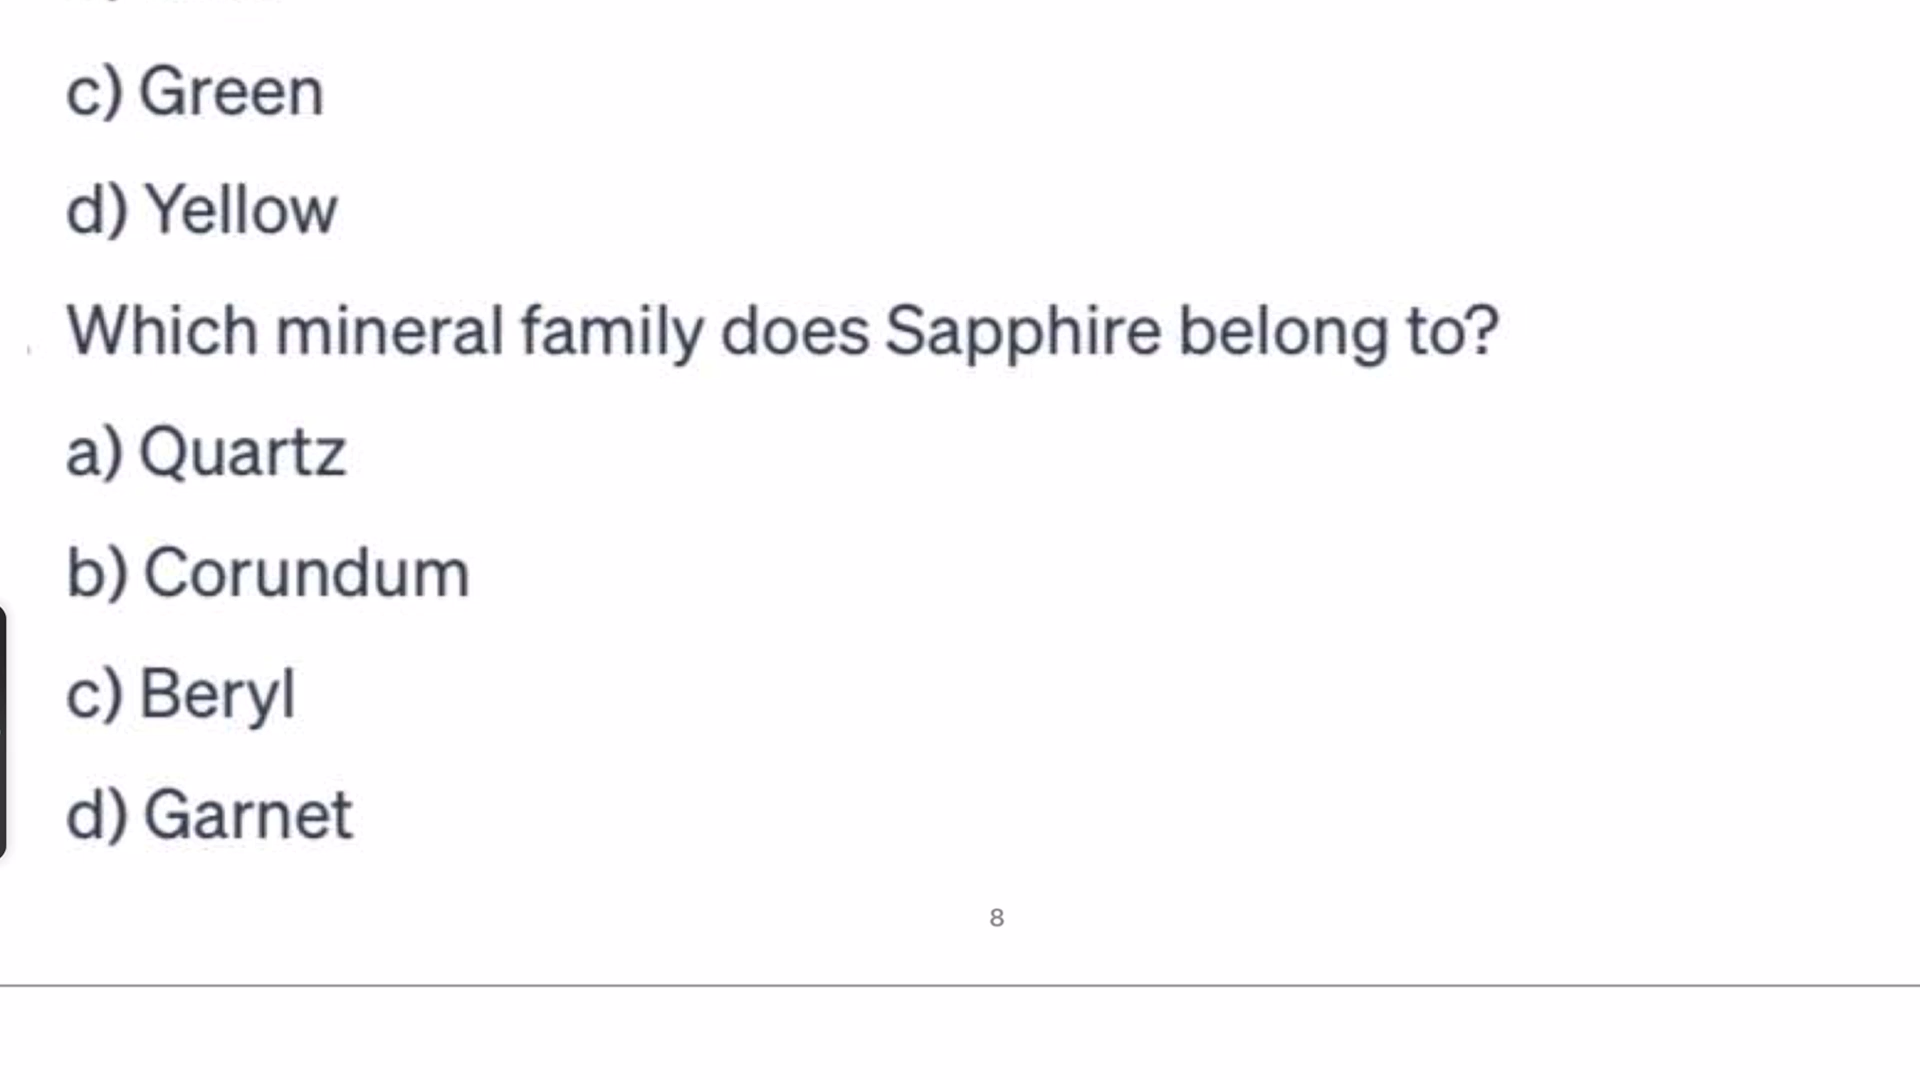 c) Green
d) Yellow
Which mineral family does Sapphire belong to?
a) Quartz
b) Corundum
c) Beryl
d) Garnet
8